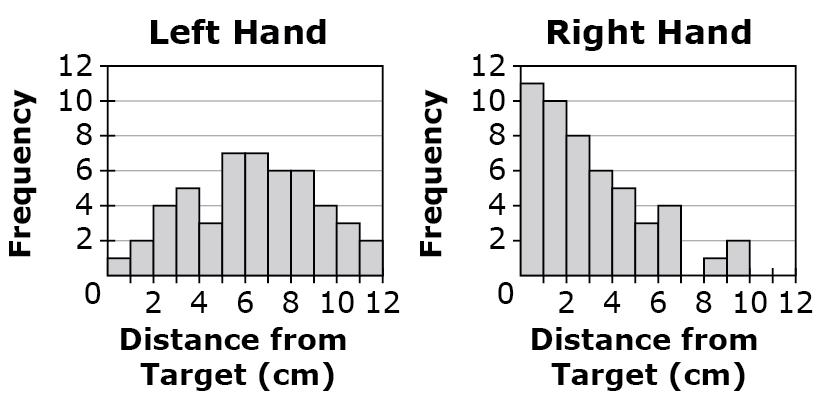 Left Hand
12
10
8
6
4
2
0
Frequency
2 4 6 8 10 12
Distance from
Target (cm)
Right Hand
12
10
8
6
4
2
0
Frequency
2 4 6 8 10 12
Distance from
Target (cm)